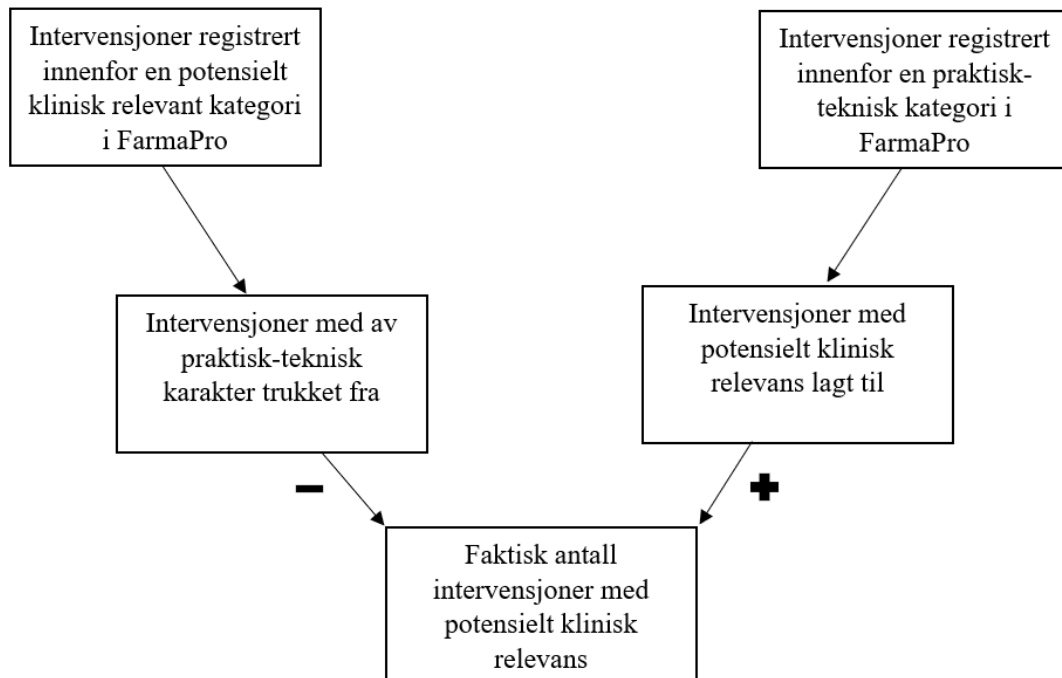 Intervensjoner registrert
innenfor en potensielt
klinisk relevant kategori
i FarmaPro
Intervensjoner registrert
innenfor en praktisk-
teknisk kategori i
FarmaPro
Intervensjoner med av
praktisk-teknisk
karakter trukket fra
Intervensjoner med
potensielt klinisk
relevans lagt til
–
+
Faktisk antall
intervensjoner med
potensielt klinisk
relevans